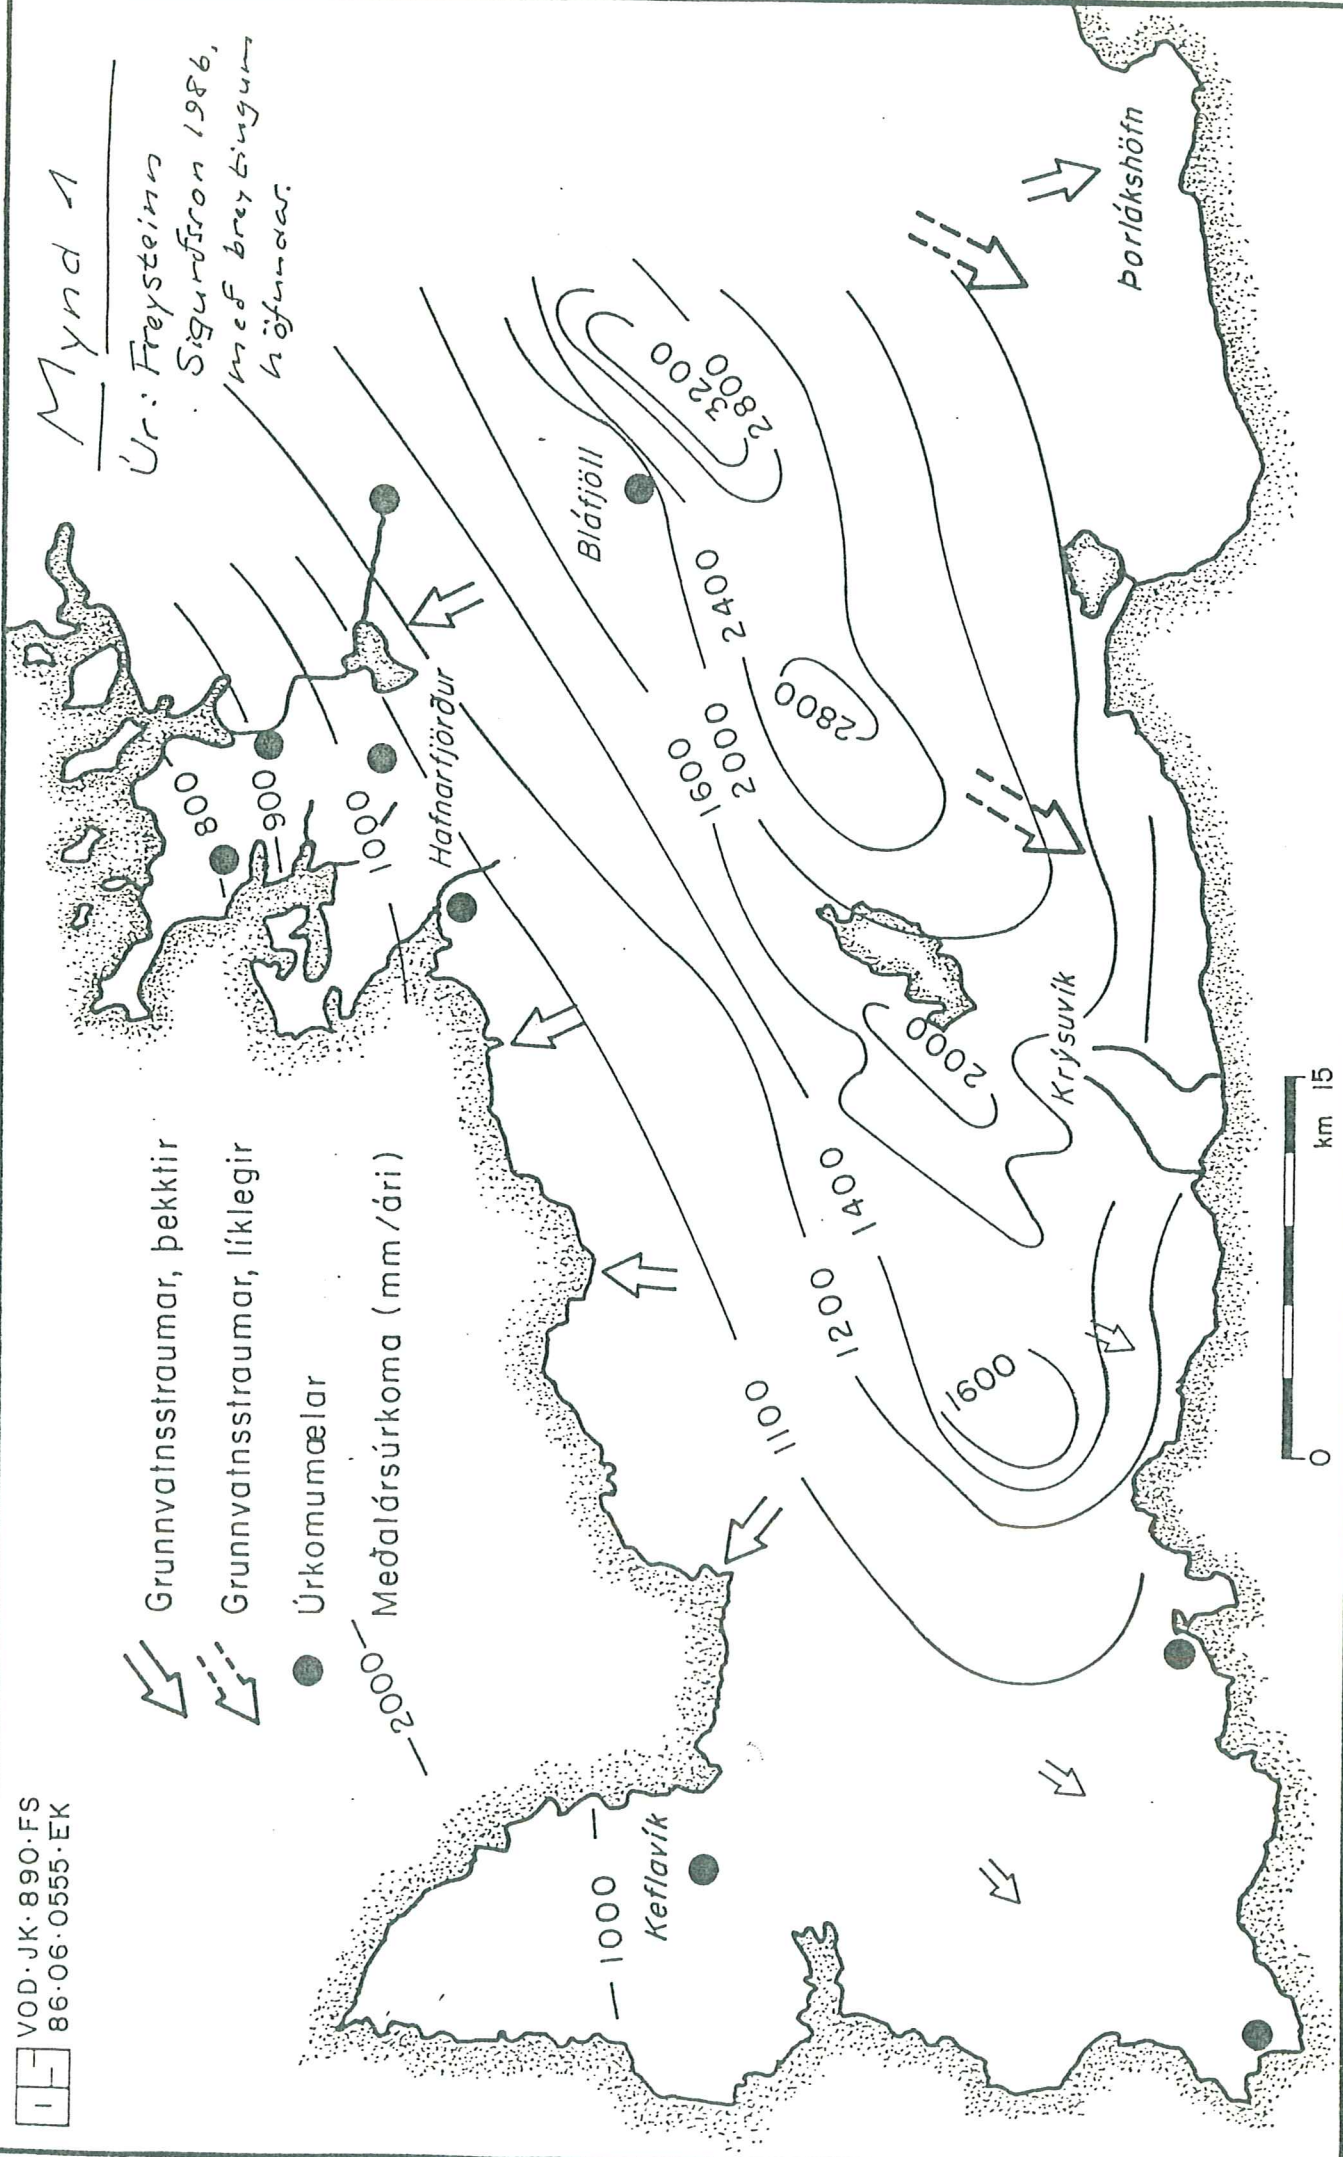 VOD·JK·890·FS
86·06·0555·EK
Mynd 1
Úr: Freysteinn
Sigurðsson 1986,
með breytingum
höfundar.
Grunnvatnsstraumar, þekktir
Grunnvatnsstraumar, líklegir
Úrkomumælar
2000
Meðalársúrkoma (mm/ári)
800
900
1000
Hafnarfjörður
Bláfjöll
3200
2800
2400
2800
2000
1600
2000
Krýsuvík
1400
1200
1600
1100
1000
Keflavík
Þorlákshöfn
0
15
km